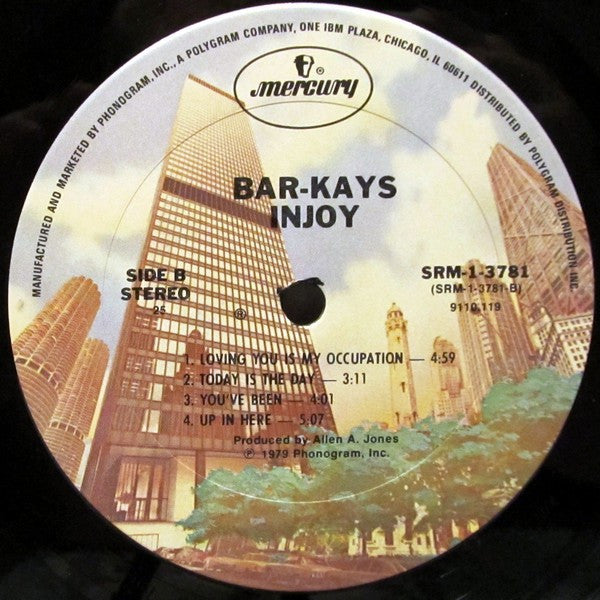 MANUFACTURED AND MARKETED BY PHONOGRAM, INC., A POLYGRAM COMPANY, ONE IBM PLAZA, CHICAGO, IL 60611 DISTRIBUTED BY POLYGRAM DISTRIBUTION INC.
mercury ®
BAR-KAYS
INJOY
SIDE B
STEREO
25
SRM-1-3781
(SRM-1-3781-B)
9110.119
℗
1. LOVING YOU IS MY OCCUPATION — 4:59
2. TODAY IS THE DAY — 3:11
3. YOU'VE BEEN — 4:01
4. UP IN HERE — 5:07
Produced by Allen A. Jones
℗ 1979 Phonogram, Inc.